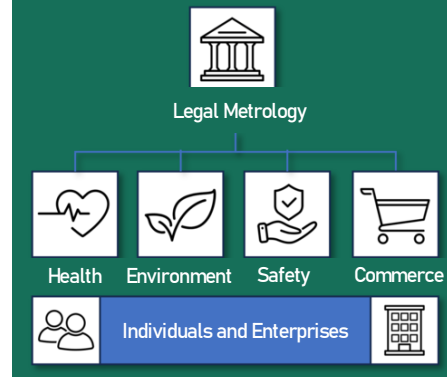 Legal Metrology
Health Environment Safety Commerce
Individuals and Enterprises